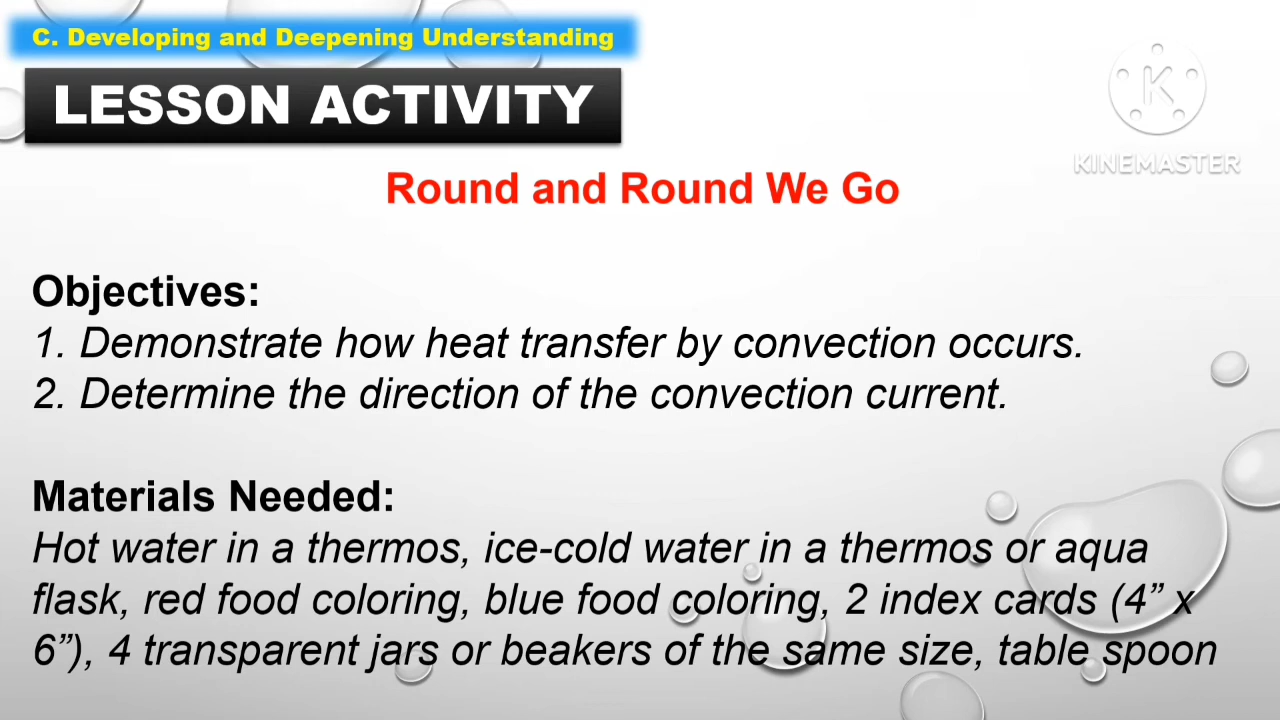 C. Developing and Deepening Understanding
LESSON ACTIVITY
K
KINEMASTER
Round and Round We Go
Objectives:
1. Demonstrate how heat transfer by convection occurs.
2. Determine the direction of the convection current.
Materials Needed:
Hot water in a thermos, ice-cold water in a thermos or aqua
flask, red food coloring, blue food coloring, 2 index cards (4” x
6”), 4 transparent jars or beakers of the same size, table spoon